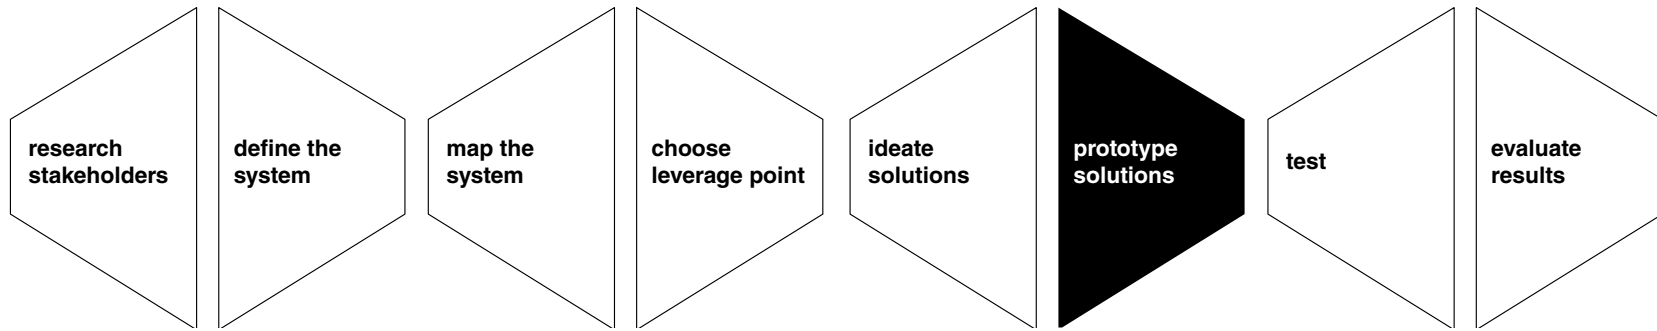 research
stakeholders
define the
system
map the
system
choose
leverage point
ideate
solutions
prototype
solutions
test
evaluate
results